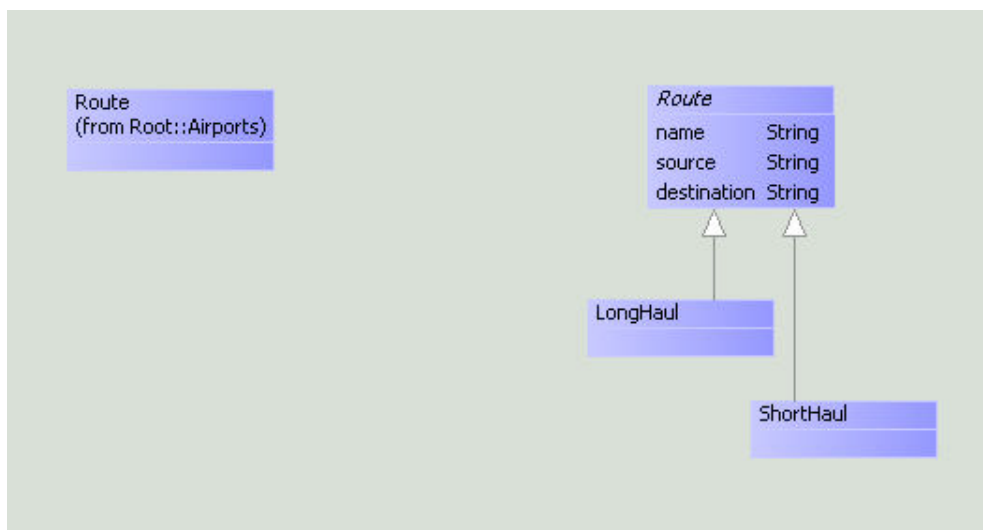 Route
(from Root::Airports)
Route
name String
source String
destination String
LongHaul
ShortHaul